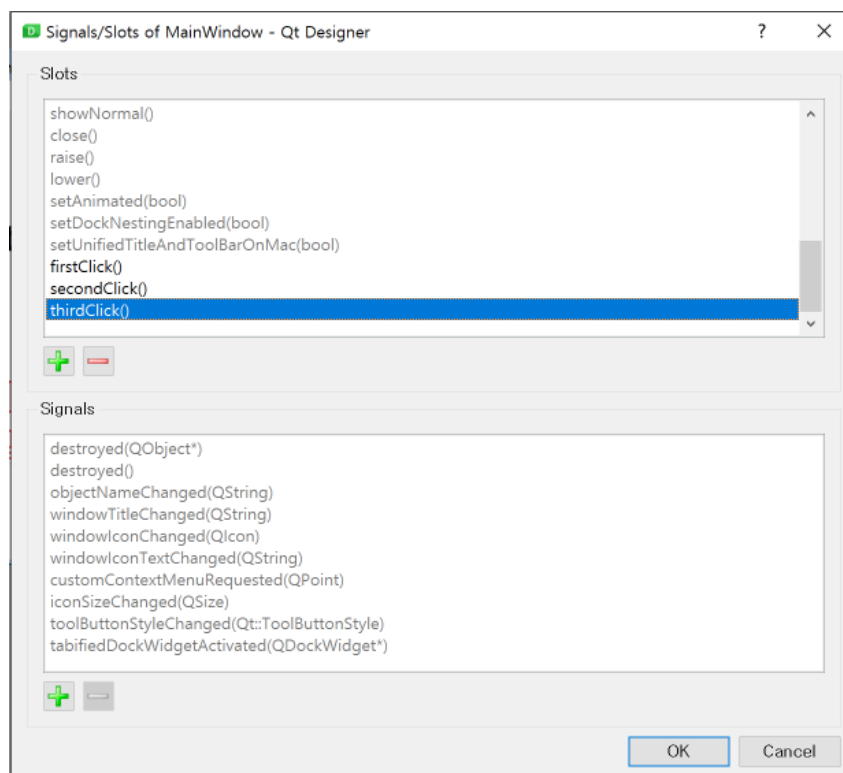 Signals/Slots of MainWindow - Qt Designer
Slots
showNormal()
close()
raise()
lower()
setAnimated(bool)
setDockNestingEnabled(bool)
setUnifiedTitleAndToolBarOnMac(bool)
firstClick()
secondClick()
thirdClick()
Signals
destroyed(QObject*)
destroyed()
objectNameChanged(QString)
windowTitleChanged(QString)
windowIconChanged(QIcon)
windowIconTextChanged(QString)
customContextMenuRequested(QPoint)
iconSizeChanged(QSize)
toolButtonStyleChanged(Qt::ToolButtonStyle)
tabifiedDockWidgetActivated(QDockWidget*)
OK Cancel